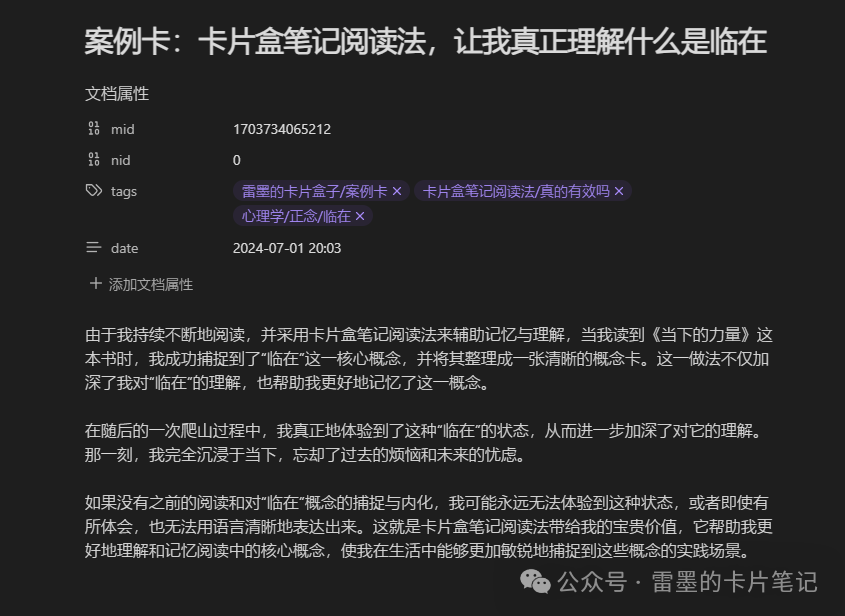 案例卡：卡片盒笔记阅读法，让我真正理解什么是临在
文档属性
mid 1703734065212
nid 0
tags 雷墨的卡片盒子/案例卡 × 卡片盒笔记阅读法/真的有效吗 ×
心理学/正念/临在 ×
date 2024-07-01 20:03
+ 添加文档属性
由于我持续不断地阅读，并采用卡片盒笔记阅读法来辅助记忆与理解，当我读到《当下的力量》这
本书时，我成功捕捉到了“临在”这一核心概念，并将其整理成一张清晰的概念卡。这一做法不仅加
深了我对“临在”的理解，也帮助我更好地记忆了这一概念。
在随后的一次爬山过程中，我真正地体验到了这种“临在”的状态，从而进一步加深了对它的理解。
那一刻，我完全沉浸于当下，忘却了过去的烦恼和未来的忧虑。
如果没有之前的阅读和对“临在”概念的捕捉与内化，我可能永远无法体验到这种状态，或者即使有
所体会，也无法用语言清晰地表达出来。这就是卡片盒笔记阅读法带给我的宝贵价值，它帮助我更
好地理解和记忆阅读中的核心概念，使我在生活中能够更加敏锐地捕捉到这些概念的实践场景。
公众号 · 雷墨的卡片笔记